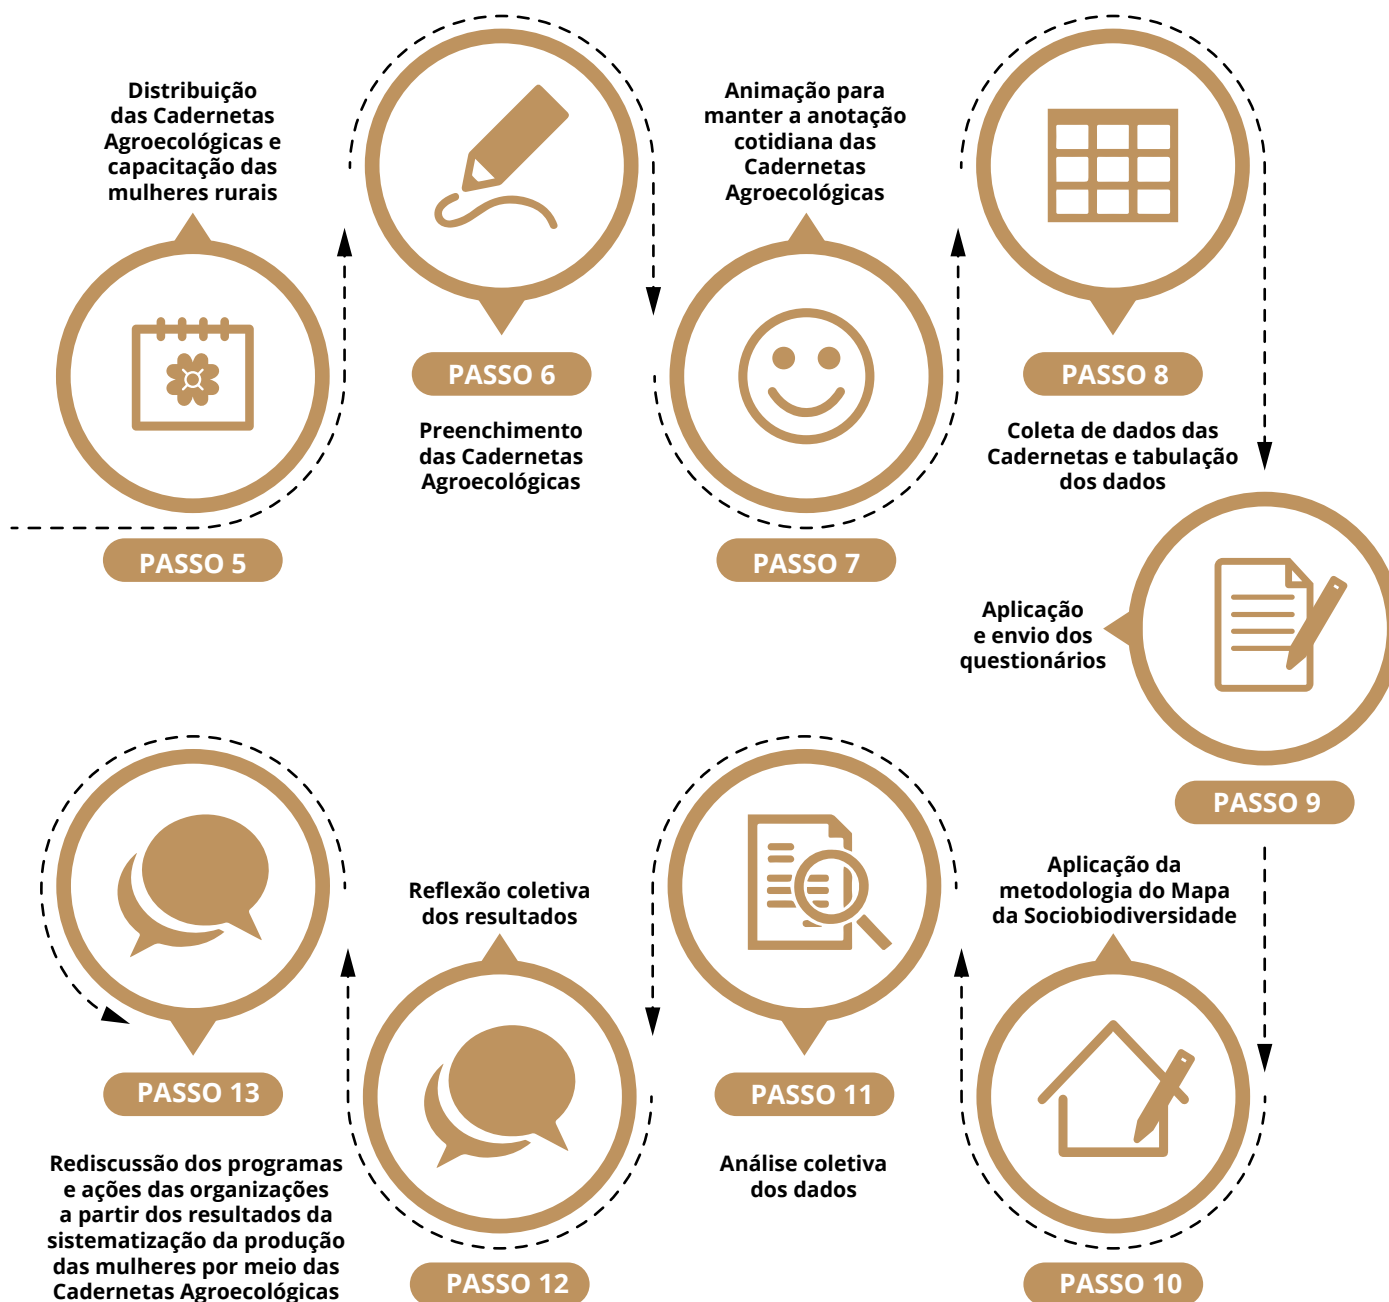 Distribuição
das Cadernetas
Agroecológicas e
capacitação das
mulheres rurais
PASSO 5
PASSO 6
Preenchimento
das Cadernetas
Agroecológicas
Animação para
manter a anotação
cotidiana das
Cadernetas
Agroecológicas
PASSO 7
PASSO 8
Coleta de dados das
Cadernetas e tabulação
dos dados
Aplicação
e envio dos
questionários
PASSO 9
Aplicação da
metodologia do Mapa
da Sociobiodiversidade
PASSO 10
PASSO 11
Análise coletiva
dos dados
Reflexão coletiva
dos resultados
PASSO 12
PASSO 13
Rediscussão dos programas
e ações das organizações
a partir dos resultados da
sistematização da produção
das mulheres por meio das
Cadernetas Agroecológicas